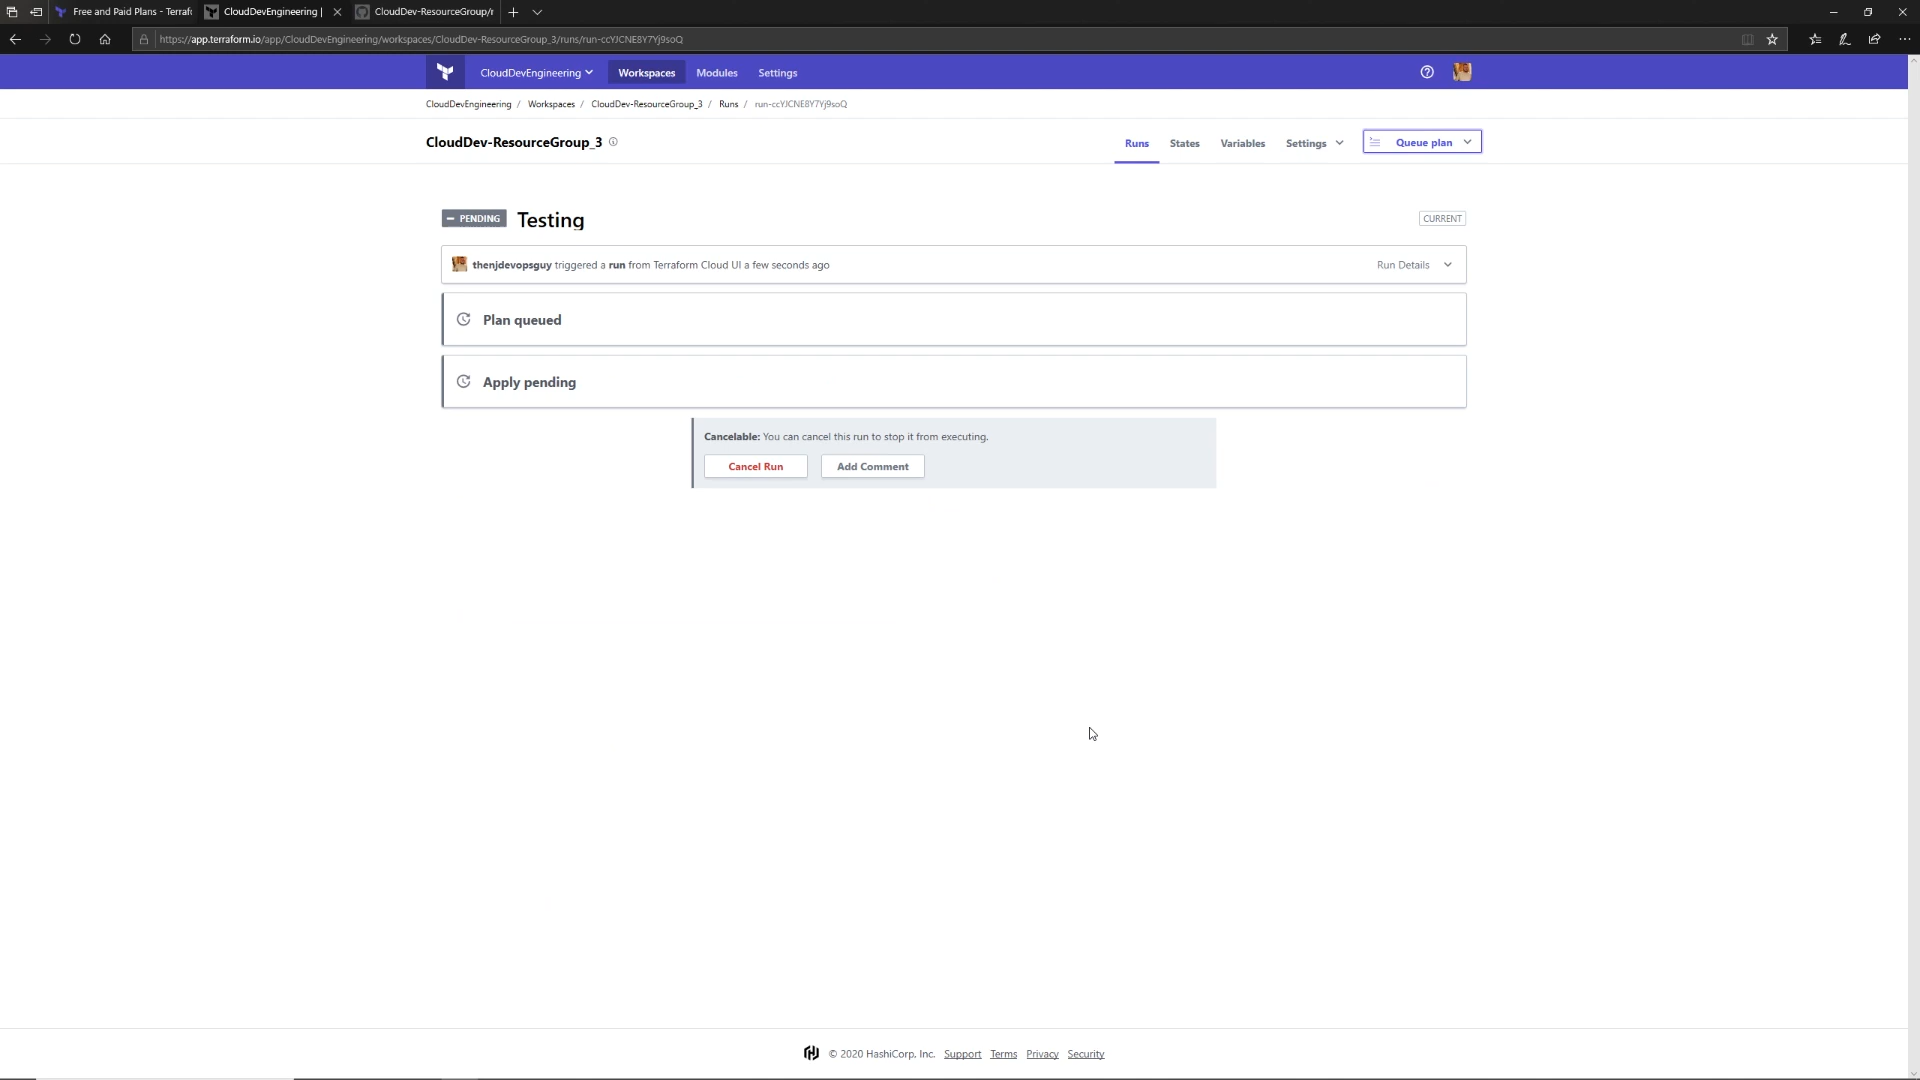 Free and Paid Plans - Terraf
CloudDevEngineering |
CloudDev-ResourceGroup/r
https://app.terraform.io/app/CloudDevEngineering/workspaces/CloudDev-ResourceGroup_3/runs/run-ccYJCNE8Y7Yj9soQ
CloudDevEngineering
Workspaces
Modules
Settings
CloudDevEngineering / Workspaces / CloudDev-ResourceGroup_3 / Runs / run-ccYJCNE8Y7Yj9soQ
CloudDev-ResourceGroup_3
Runs
States
Variables
Settings
Queue plan
PENDING
Testing
CURRENT
thenjdevopsguy triggered a run from Terraform Cloud UI a few seconds ago
Run Details
Plan queued
Apply pending
Cancelable: You can cancel this run to stop it from executing.
Cancel Run
Add Comment
© 2020 HashiCorp, Inc. Support Terms Privacy Security